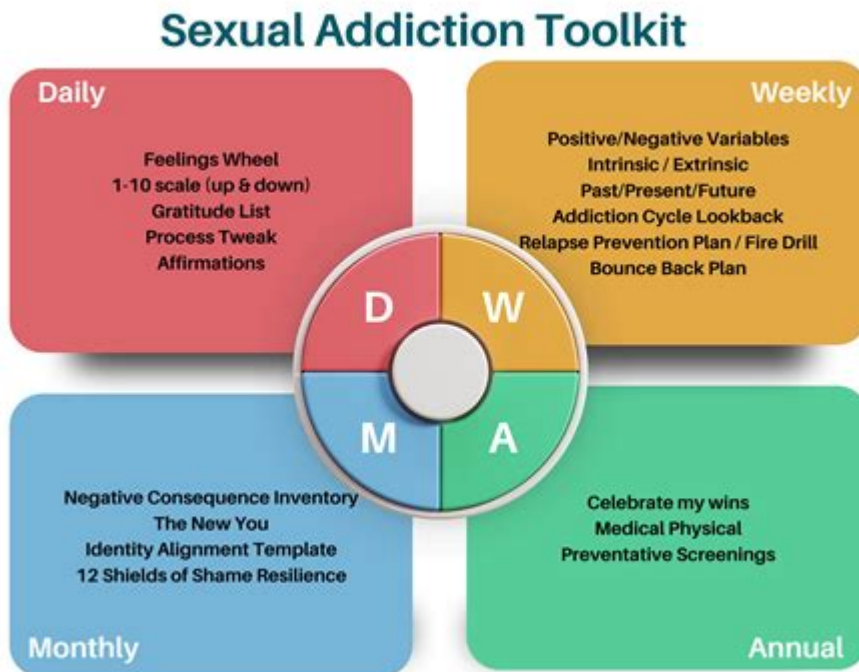 Sexual Addiction Toolkit
Daily
Feelings Wheel
1-10 scale (up & down)
Gratitude List
Process Tweak
Affirmations
Weekly
Positive/Negative Variables
Intrinsic / Extrinsic
Past/Present/Future
Addiction Cycle Lookback
Relapse Prevention Plan / Fire Drill
Bounce Back Plan
D
W
M
A
Negative Consequence Inventory
The New You
Identity Alignment Template
12 Shields of Shame Resilience
Monthly
Celebrate my wins
Medical Physical
Preventative Screenings
Annual